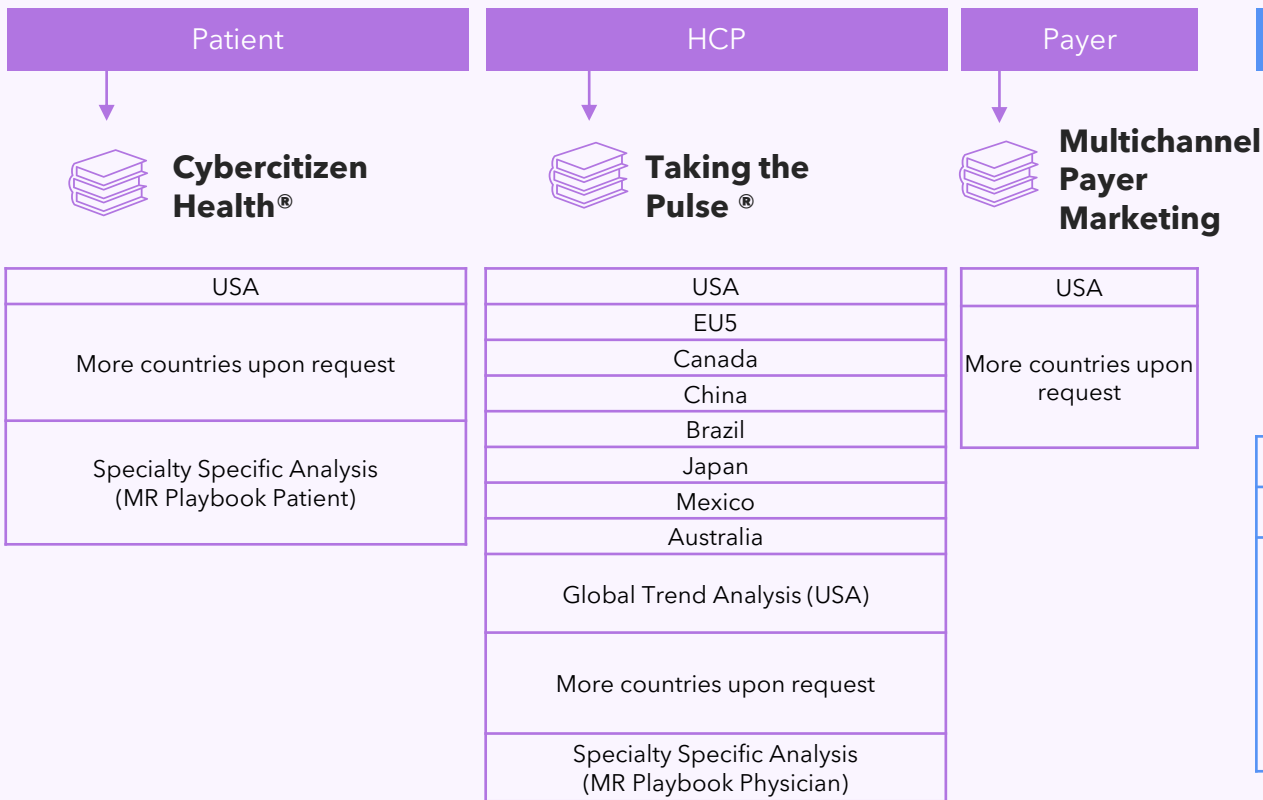 Patient
Cybercitizen
Health®
USA
More countries upon request
Specialty Specific Analysis
(MR Playbook Patient)
HCP
Taking the
Pulse ®
USA
EU5
Canada
China
Brazil
Japan
Mexico
Australia
Global Trend Analysis (USA)
More countries upon request
Specialty Specific Analysis
(MR Playbook Physician)
Payer
Multichannel
Payer
Marketing
USA
More countries upon
request